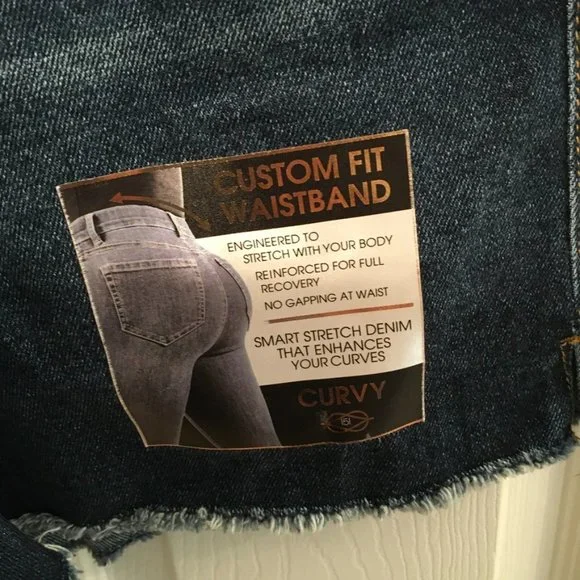 CUSTOM FIT
WAISTBAND
ENGINEERED TO
STRETCH WITH YOUR BODY
REINFORCED FOR FULL
RECOVERY
NO GAPPING AT WAIST
SMART STRETCH DENIM
THAT ENHANCES
YOUR CURVES
CURVY